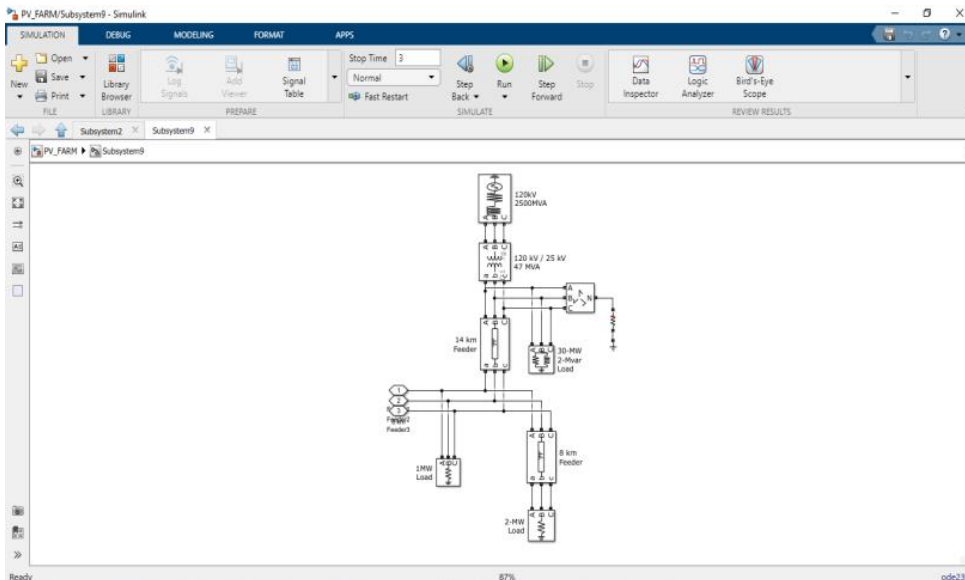 PV_FARM/Subsystem9 - Simulink
SIMULATION DEBUG MODELING FORMAT APPS
New
Open
Save
Print
FILE
Library
Browser
LIBRARY
Log
Signals
Add
Viewer
Signal
Table
PREPARE
Stop Time 3
Normal
Fast Restart
Step
Back
Run
Step
Forward
Stop
SIMULATE
Data
Inspector
Logic
Analyzer
Bird's-Eye
Scope
REVIEW RESULTS
Subsystem2 Subsystem9
PV_FARM Subsystem9
120kV
2500MVA
A B C
A B C
120 kV / 25 kV
47 MVA
a b c
A
B N
C
A B C
14 km
Feeder
a b c
A B C
30-MW
2-Mvar
Load
1
2
3
Feeder2
Feeder3
A B C
8 km
Feeder
a b c
A B C
1MW
Load
A B C
2-MW
Load
Ready 87% ode23